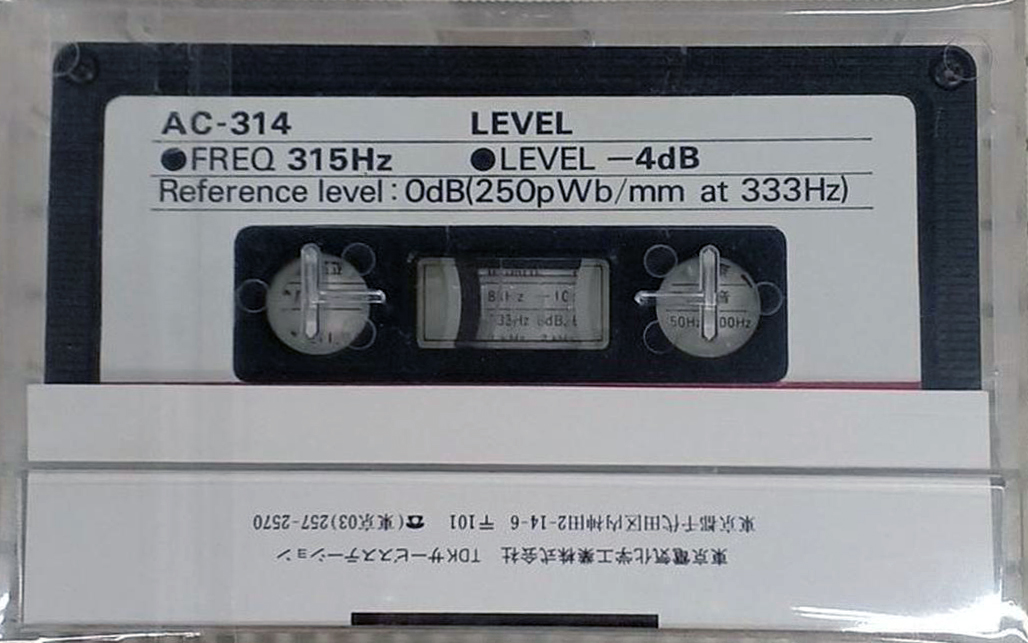 AC-314 LEVEL
●FREQ 315Hz ●LEVEL −4dB
Reference level : 0dB(250pWb/mm at 333Hz)
東京電気化学工業株式会社 TDKサービスステーション
東京都千代田区内神田2-14-6 〒101 ☎(東京03)257-2570